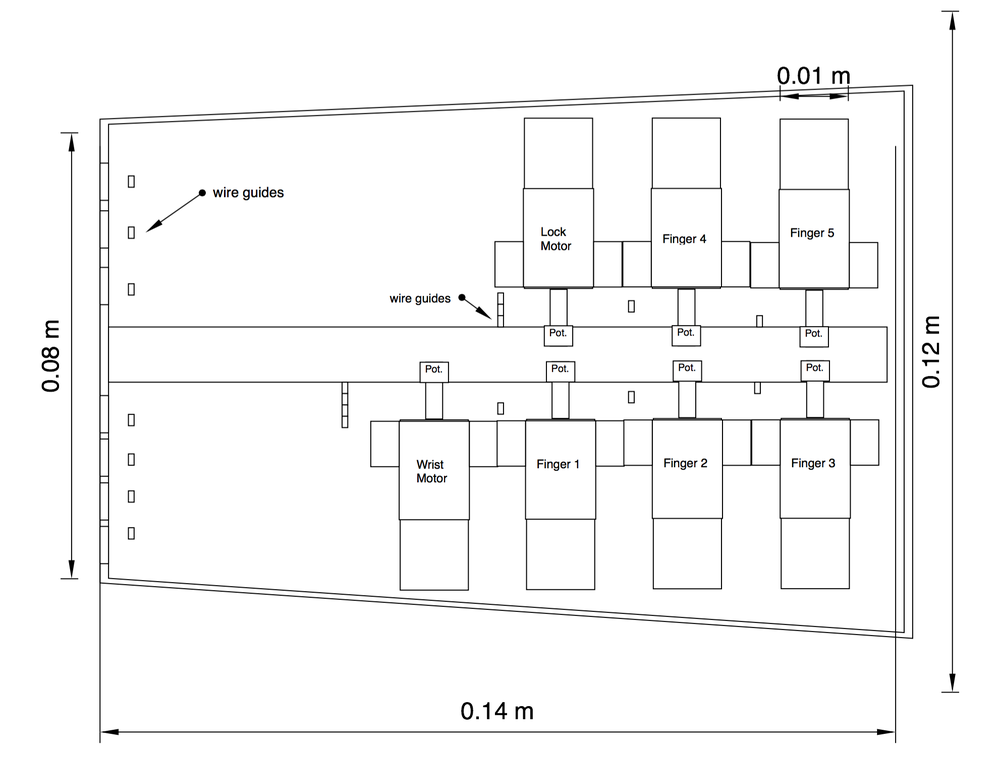 0.01 m
wire guides
Lock
Motor
Finger 4
Finger 5
wire guides
Pot.
Pot.
Pot.
0.08 m
0.12 m
Pot.
Pot.
Pot.
Pot.
Wrist
Motor
Finger 1
Finger 2
Finger 3
0.14 m